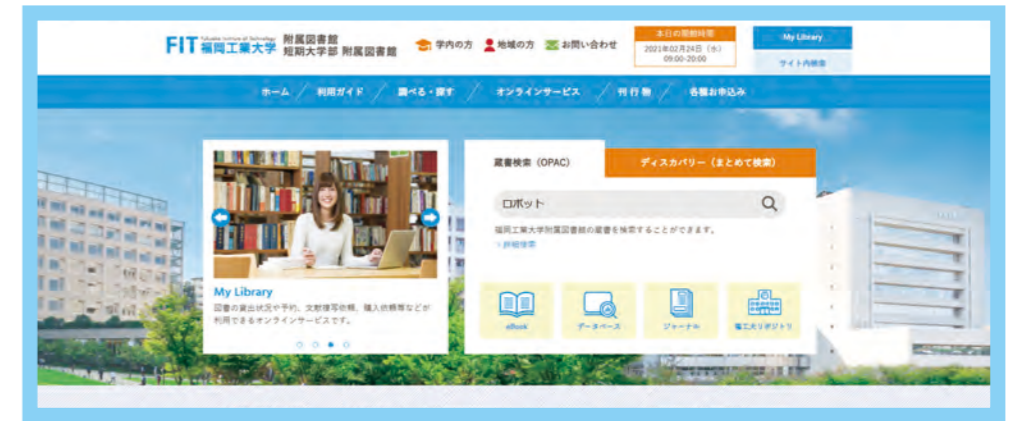 FIT Fukuoka Institute of Technology 福岡工業大学
附属図書館
短期大学部 附属図書館
学内の方
地域の方
お問い合わせ
本日の開館時間
2021年02月24日（水）
09:00-20:00
My Library
サイト内検索
ホーム / 利用ガイド / 調べる・探す / オンラインサービス / 刊行物 / 各種お申込み
My Library
図書の貸出状況や予約、文献複写依頼、購入依頼等などが
利用できるオンラインサービスです。
蔵書検索（OPAC）
ディスカバリー（まとめて検索）
ロボット
福岡工業大学附属図書館の蔵書を検索することができます。
詳細検索
eBook
データベース
ジャーナル
福工大リポジトリ